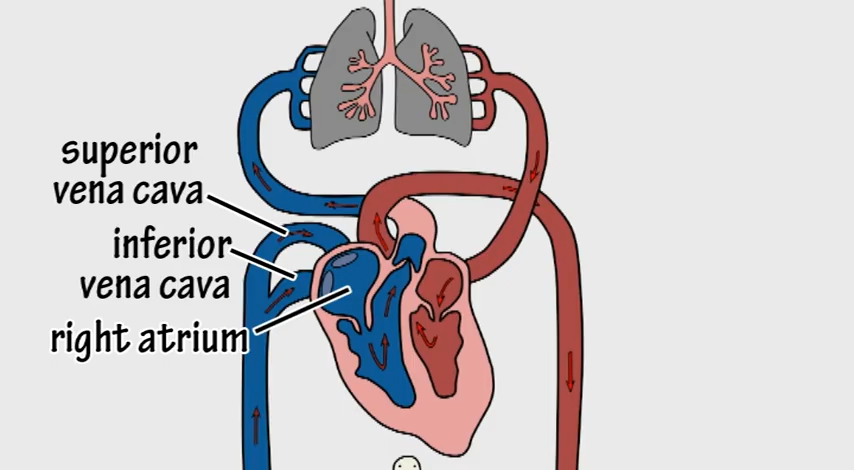 superior
vena cava
inferior
vena cava
right atrium